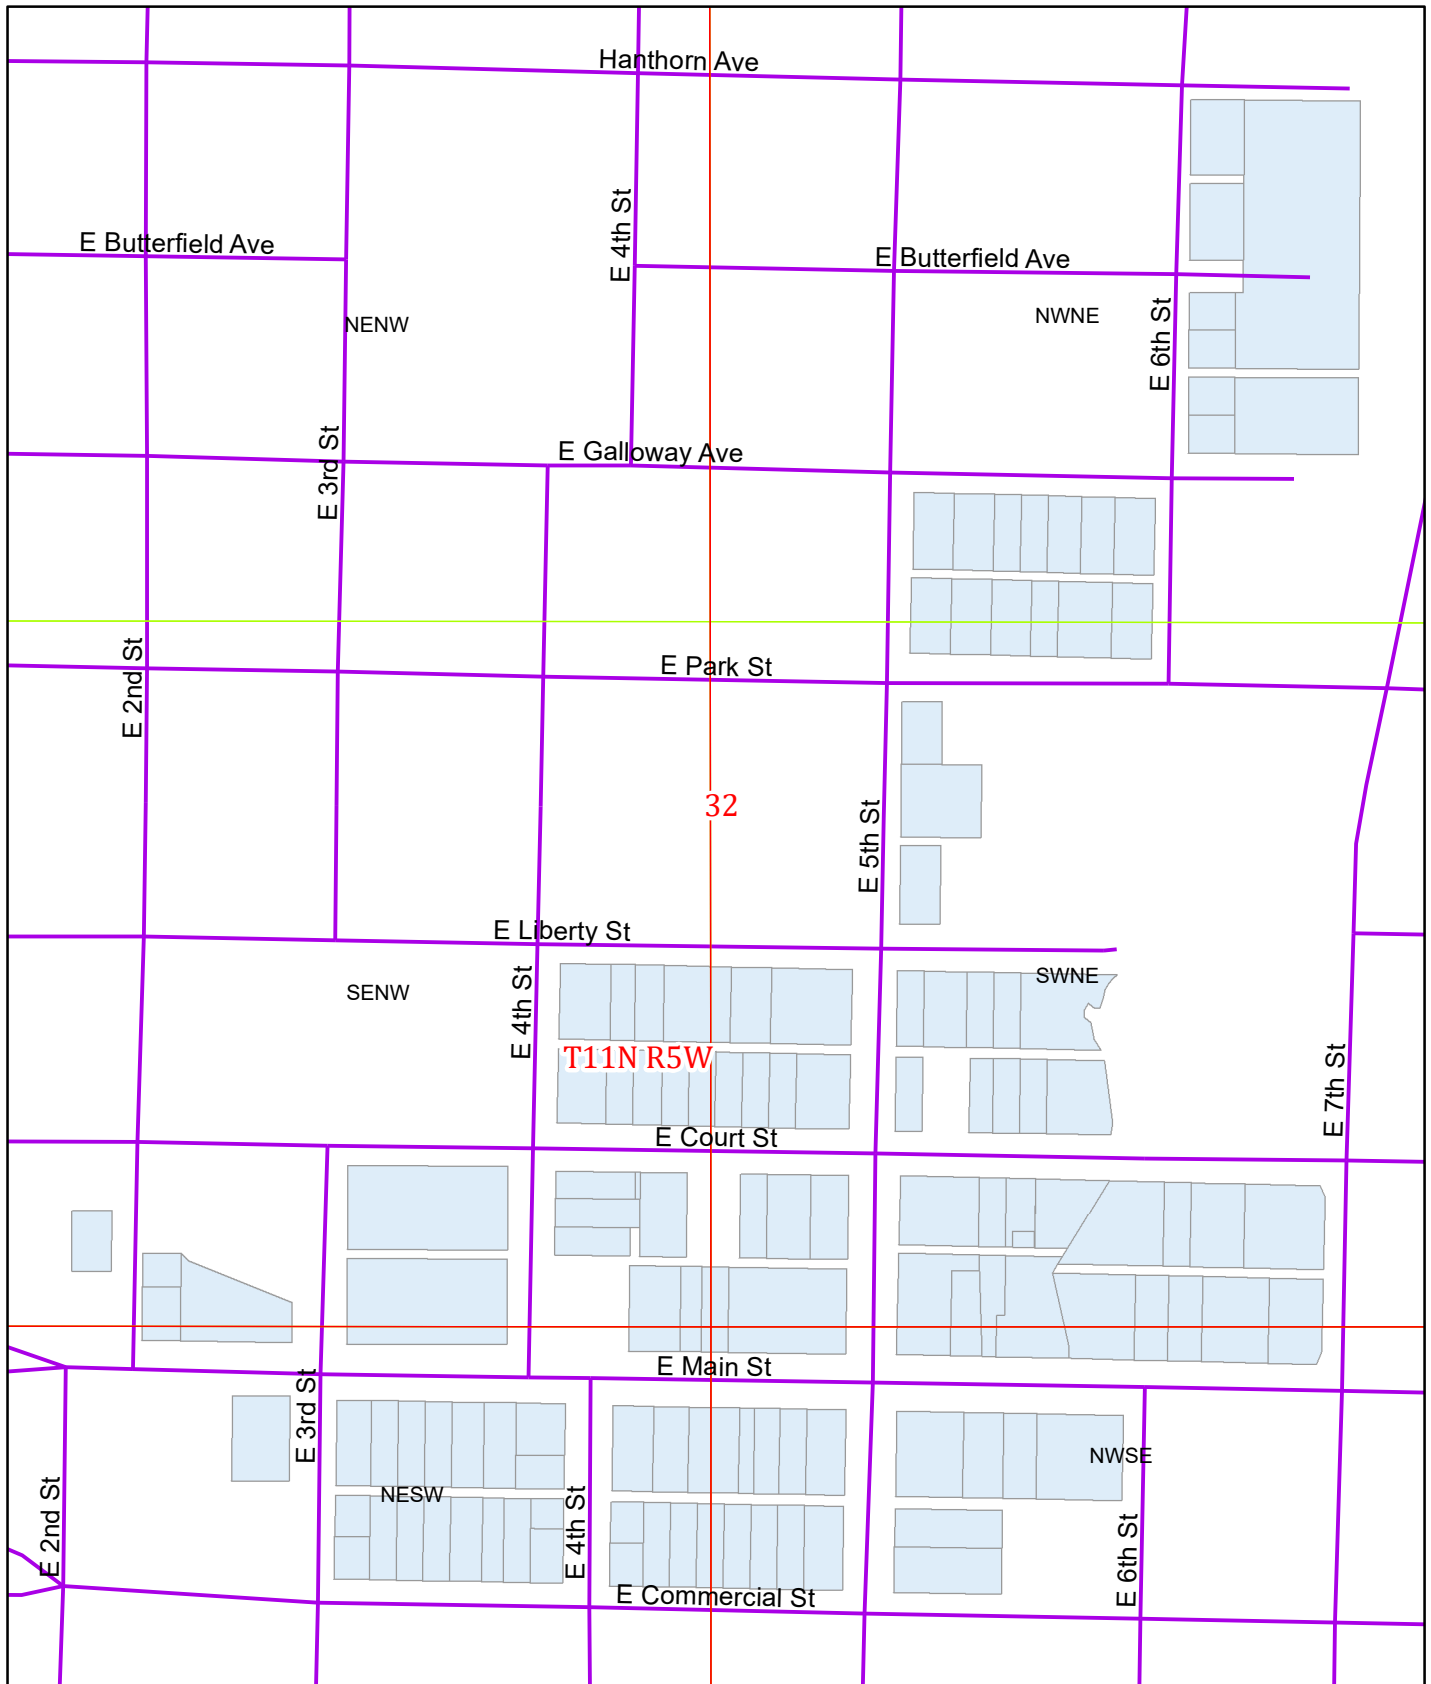 Hanthorn Ave
E 4th St
E Butterfield Ave
E Butterfield Ave
NENW
NWNE
E 6th St
E 3rd St
E Galloway Ave
E 2nd St
E Park St
32
E 5th St
E Liberty St
SENW
SWNE
E 4th St
T11N R5W
E 7th St
E Court St
E Main St
E 3rd St
NWSE
NESW
E 2nd St
E 4th St
E 6th St
E Commercial St